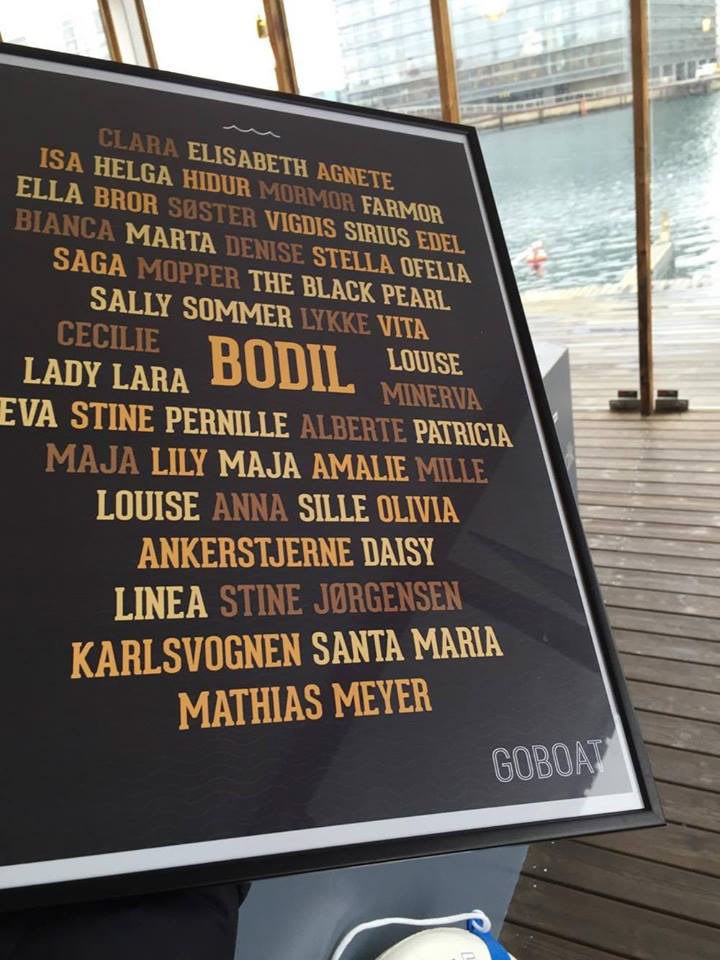 CLARA ELISABETH AGNETE
ISA HELGA HIDUR MORMOR FARMOR
ELLA BROR SØSTER VIGDIS SIRIUS EDEL
BIANCA MARTA DENISE STELLA OFELIA
SAGA MOPPER THE BLACK PEARL
SALLY SOMMER LYKKE VITA
CECILIE
LADY LARA
BODIL
LOUISE
MINERVA
EVA STINE PERNILLE ALBERTE PATRICIA
MAJA LILY MAJA AMALIE MILLE
LOUISE ANNA SILLE OLIVIA
ANKERSTJERNE DAISY
LINEA STINE JØRGENSEN
KARLSVOGNEN SANTA MARIA
MATHIAS MEYER
GOBOAT